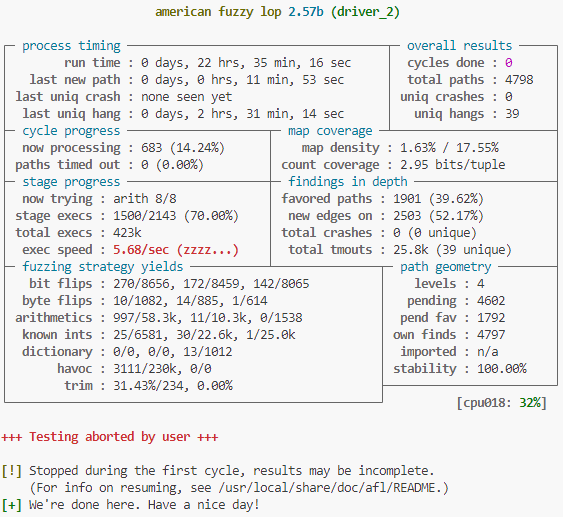 american fuzzy lop 2.57b (driver_2)
process timing overall results
run time : 0 days, 22 hrs, 35 min, 16 sec cycles done : 0
last new path : 0 days, 0 hrs, 11 min, 53 sec total paths : 4798
last uniq crash : none seen yet uniq crashes : 0
last uniq hang : 0 days, 2 hrs, 31 min, 14 sec uniq hangs : 39
cycle progress map coverage
now processing : 683 (14.24%) map density : 1.63% / 17.55%
paths timed out : 0 (0.00%) count coverage : 2.95 bits/tuple
stage progress findings in depth
now trying : arith 8/8 favored paths : 1901 (39.62%)
stage execs : 1500/2143 (70.00%) new edges on : 2503 (52.17%)
total execs : 423k total crashes : 0 (0 unique)
exec speed : 5.68/sec (zzzz...) total tmouts : 25.8k (39 unique)
fuzzing strategy yields path geometry
bit flips : 270/8656, 172/8459, 142/8065 levels : 4
byte flips : 10/1082, 14/885, 1/614 pending : 4602
arithmetics : 997/58.3k, 11/10.3k, 0/1538 pend fav : 1792
known ints : 25/6581, 30/22.6k, 1/25.0k own finds : 4797
dictionary : 0/0, 0/0, 13/1012 imported : n/a
havoc : 3111/230k, 0/0 stability : 100.00%
trim : 31.43%/234, 0.00%
[cpu018: 32%]
+++ Testing aborted by user +++
[!] Stopped during the first cycle, results may be incomplete.
(For info on resuming, see /usr/local/share/doc/afl/README.)
[+] We're done here. Have a nice day!